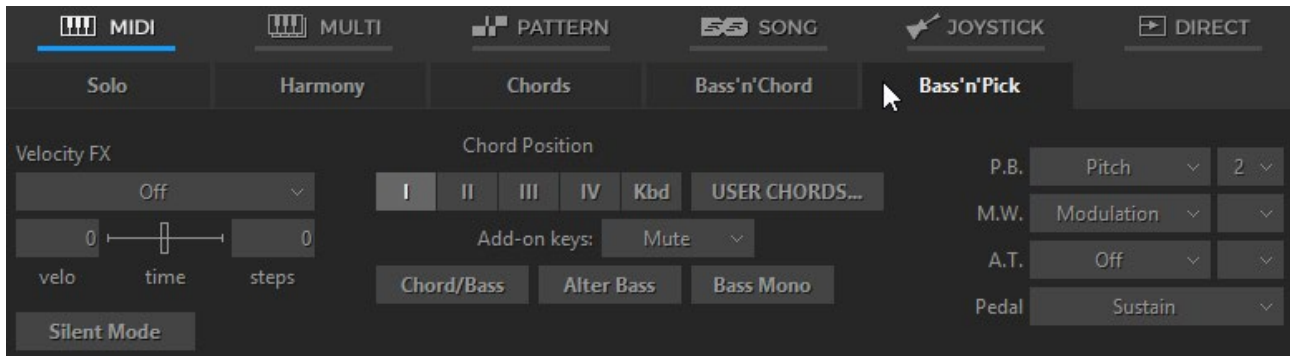 MIDI MULTI PATTERN SONG JOYSTICK DIRECT
Solo Harmony Chords Bass'n'Chord Bass'n'Pick
Velocity FX
Off
0 0
velo time steps
Silent Mode
Chord Position
I II III IV Kbd USER CHORDS...
Add-on keys: Mute
Chord/Bass Alter Bass Bass Mono
P.B. Pitch 2
M.W. Modulation
A.T. Off
Pedal Sustain